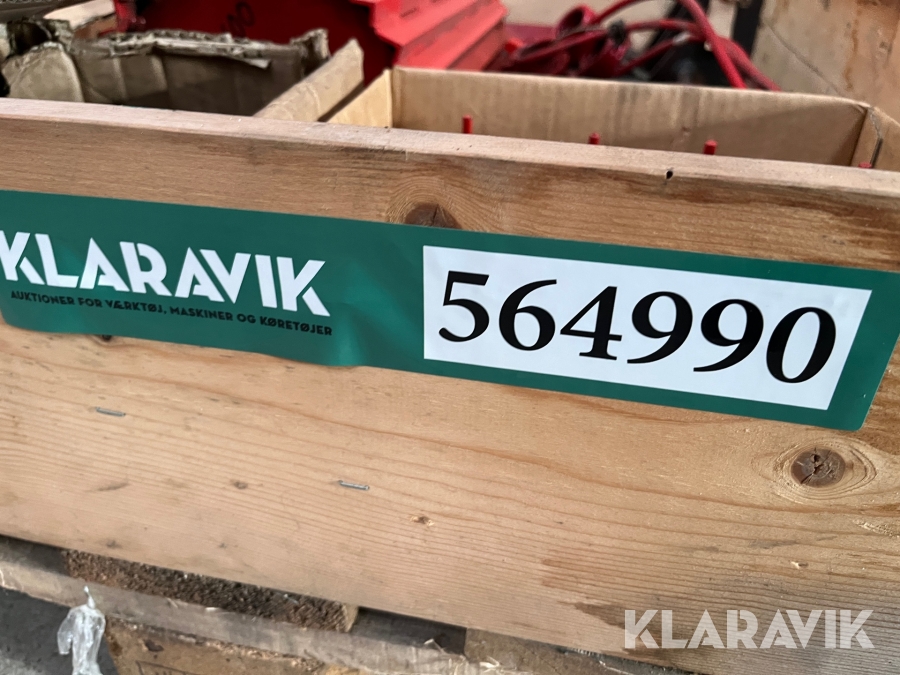 KLARAVIK
AUKTIONER FOR VÆRKTØJ, MASKINER OG KØRETØJER
564990
KLARAVIK